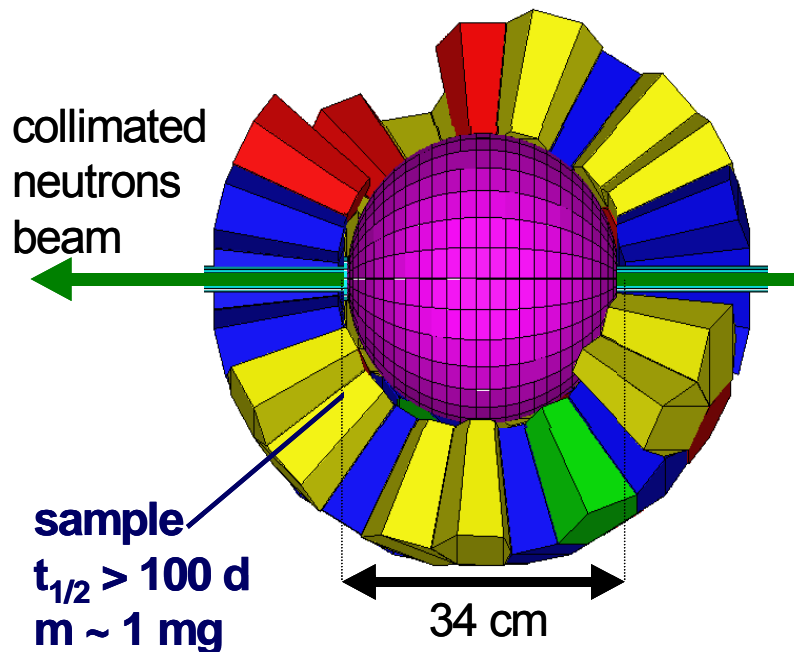 collimated
neutrons
beam
sample
t1/2 > 100 d
m ~ 1 mg
34 cm